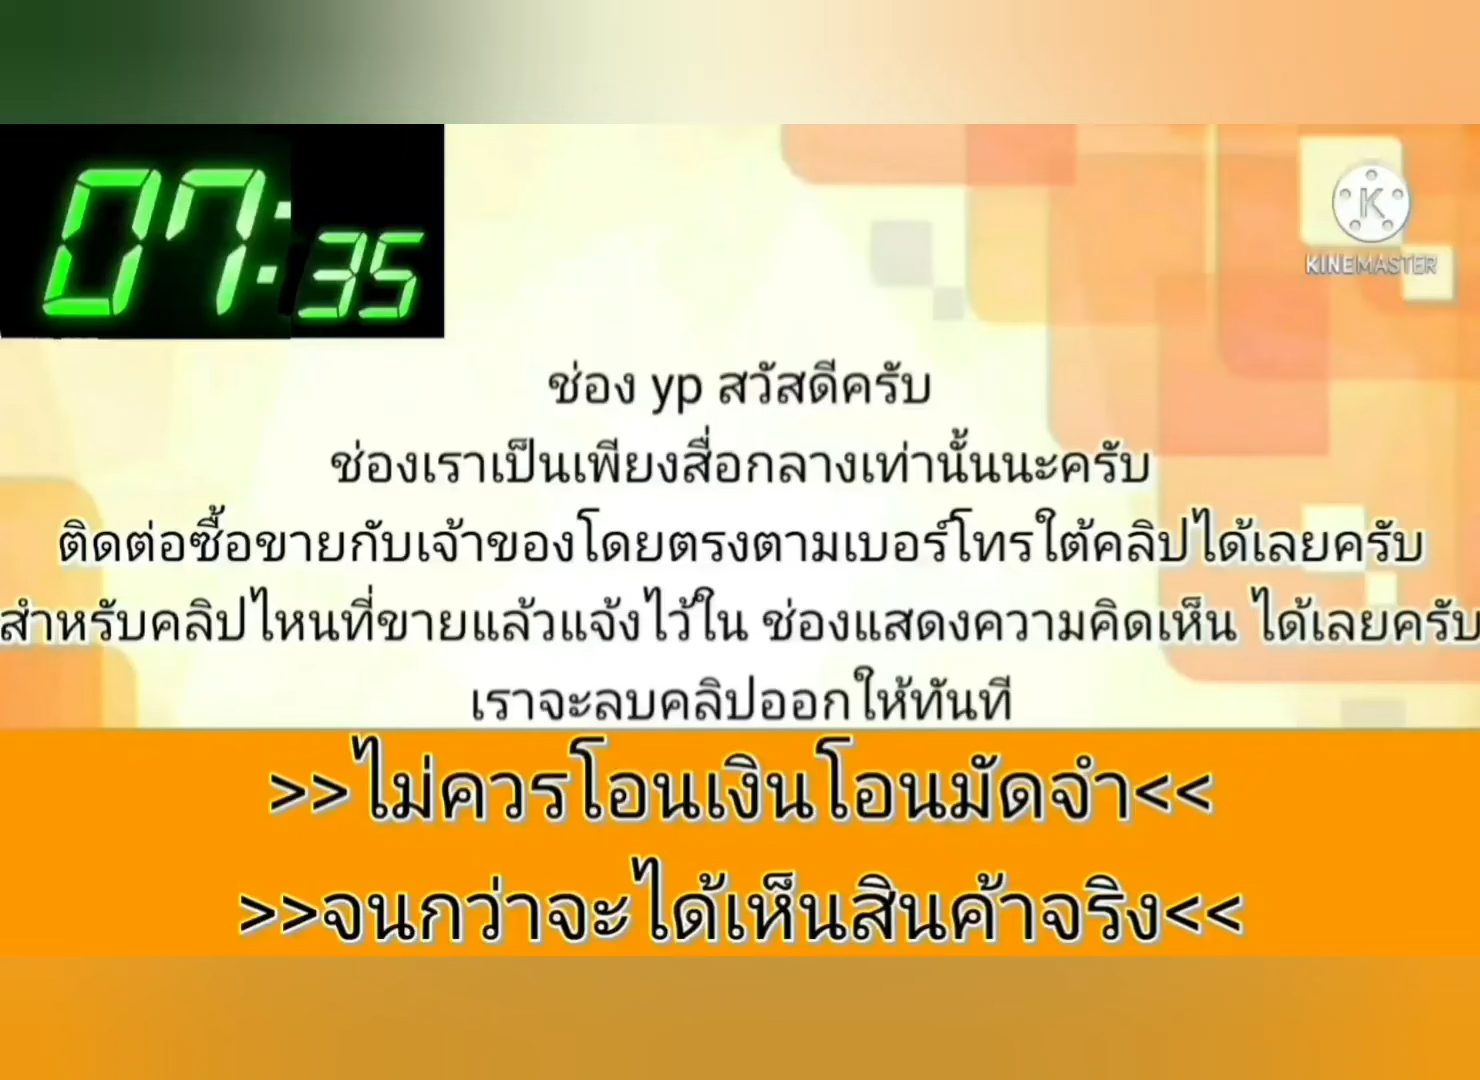 07:35
KINEMASTER
ช่อง yp สวัสดีครับ
ช่องเราเป็นเพียงสื่อกลางเท่านั้นนะครับ
ติดต่อซื้อขายกับเจ้าของโดยตรงตามเบอร์โทรใต้คลิปได้เลยครับ
สำหรับคลิปไหนที่ขายแล้วแจ้งไว้ใน ช่องแสดงความคิดเห็น ได้เลยครับ
เราจะลบคลิปออกให้ทันที
>>ไม่ควรโอนเงินโอนมัดจำ<<
>>จนกว่าจะได้เห็นสินค้าจริง<<